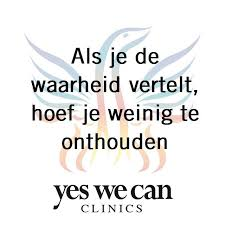 Als je de
waarheid vertelt,
hoef je weinig te
onthouden
yes we can
CLINICS